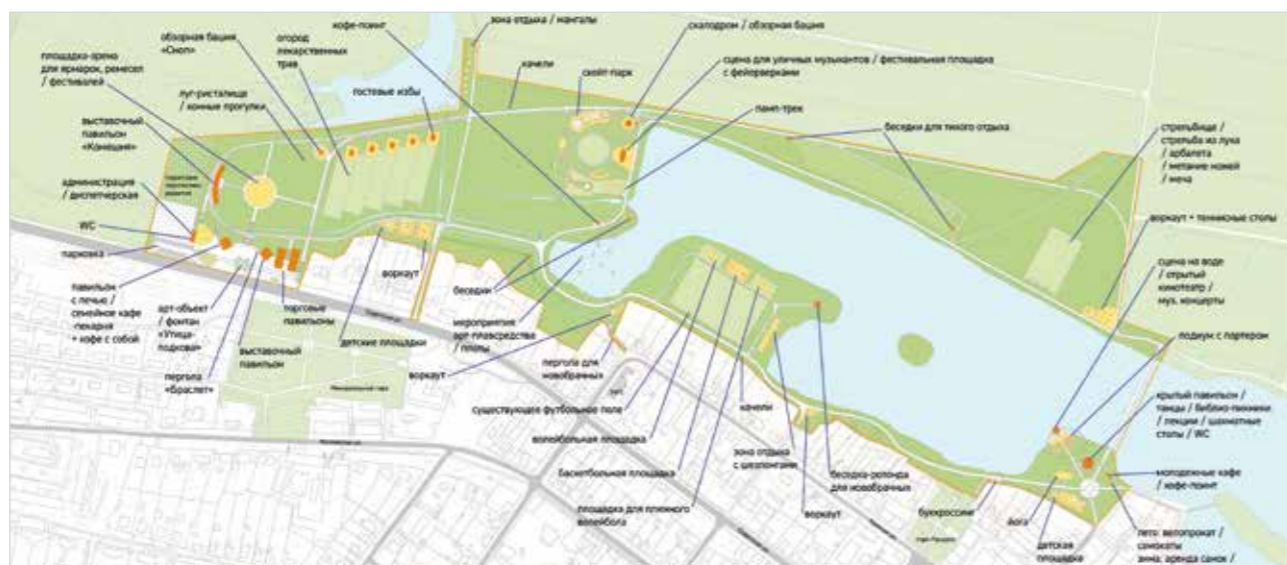 зона отдыха / мангалы
кофе-поинт
скалодром / обзорная башня
обзорная башня
«Сноп»
огород
лекарственных
трав
площадка-арена
для ярмарок, ремесел
/ фестивалей
качели
скейт-парк
сцена для уличных музыкантов / фестивальная площадка
с фейерверками
луг-ристалище
/ конные прогулки
гостевые избы
памп-трек
беседки для тихого отдыха
стрельбище /
стрельба из лука
/ арбалета
/ метание ножей
/ меча
выставочный
павильон
«Конюшня»
администрация
/ диспетчерская
WC
парковка
воркаут + теннисные столы
сцена на воде
/ отрытый
кинотеатр /
муз. концерты
павильон
с печью /
семейное кафе
-пекарня
+ кофе с собой
арт-объект
/ фонтан
«Утица-
подкова»
торговые
павильоны
воркаут
беседки
мероприятие
арт-плавсредства
/ плоты
детские площадки
выставочный
павильон
пергола
«Браслет»
воркаут
пергола для
новобрачных
подиум с партером
крытый павильон /
танцы / библио-пикники
/ лекции / шахматные
столы / WC
существующее футбольное поле
качели
волейбольная площадка
баскетбольная площадка
зона отдыха
с шезлонгами
беседка-ротонда
для новобрачных
молодежные кафе
/ кофе-поинт
площадка для пляжного
волейбола
воркаут
буккроссинг
йога
детская
площадка
лето: велопрокат /
самокаты
зима: аренда санок /